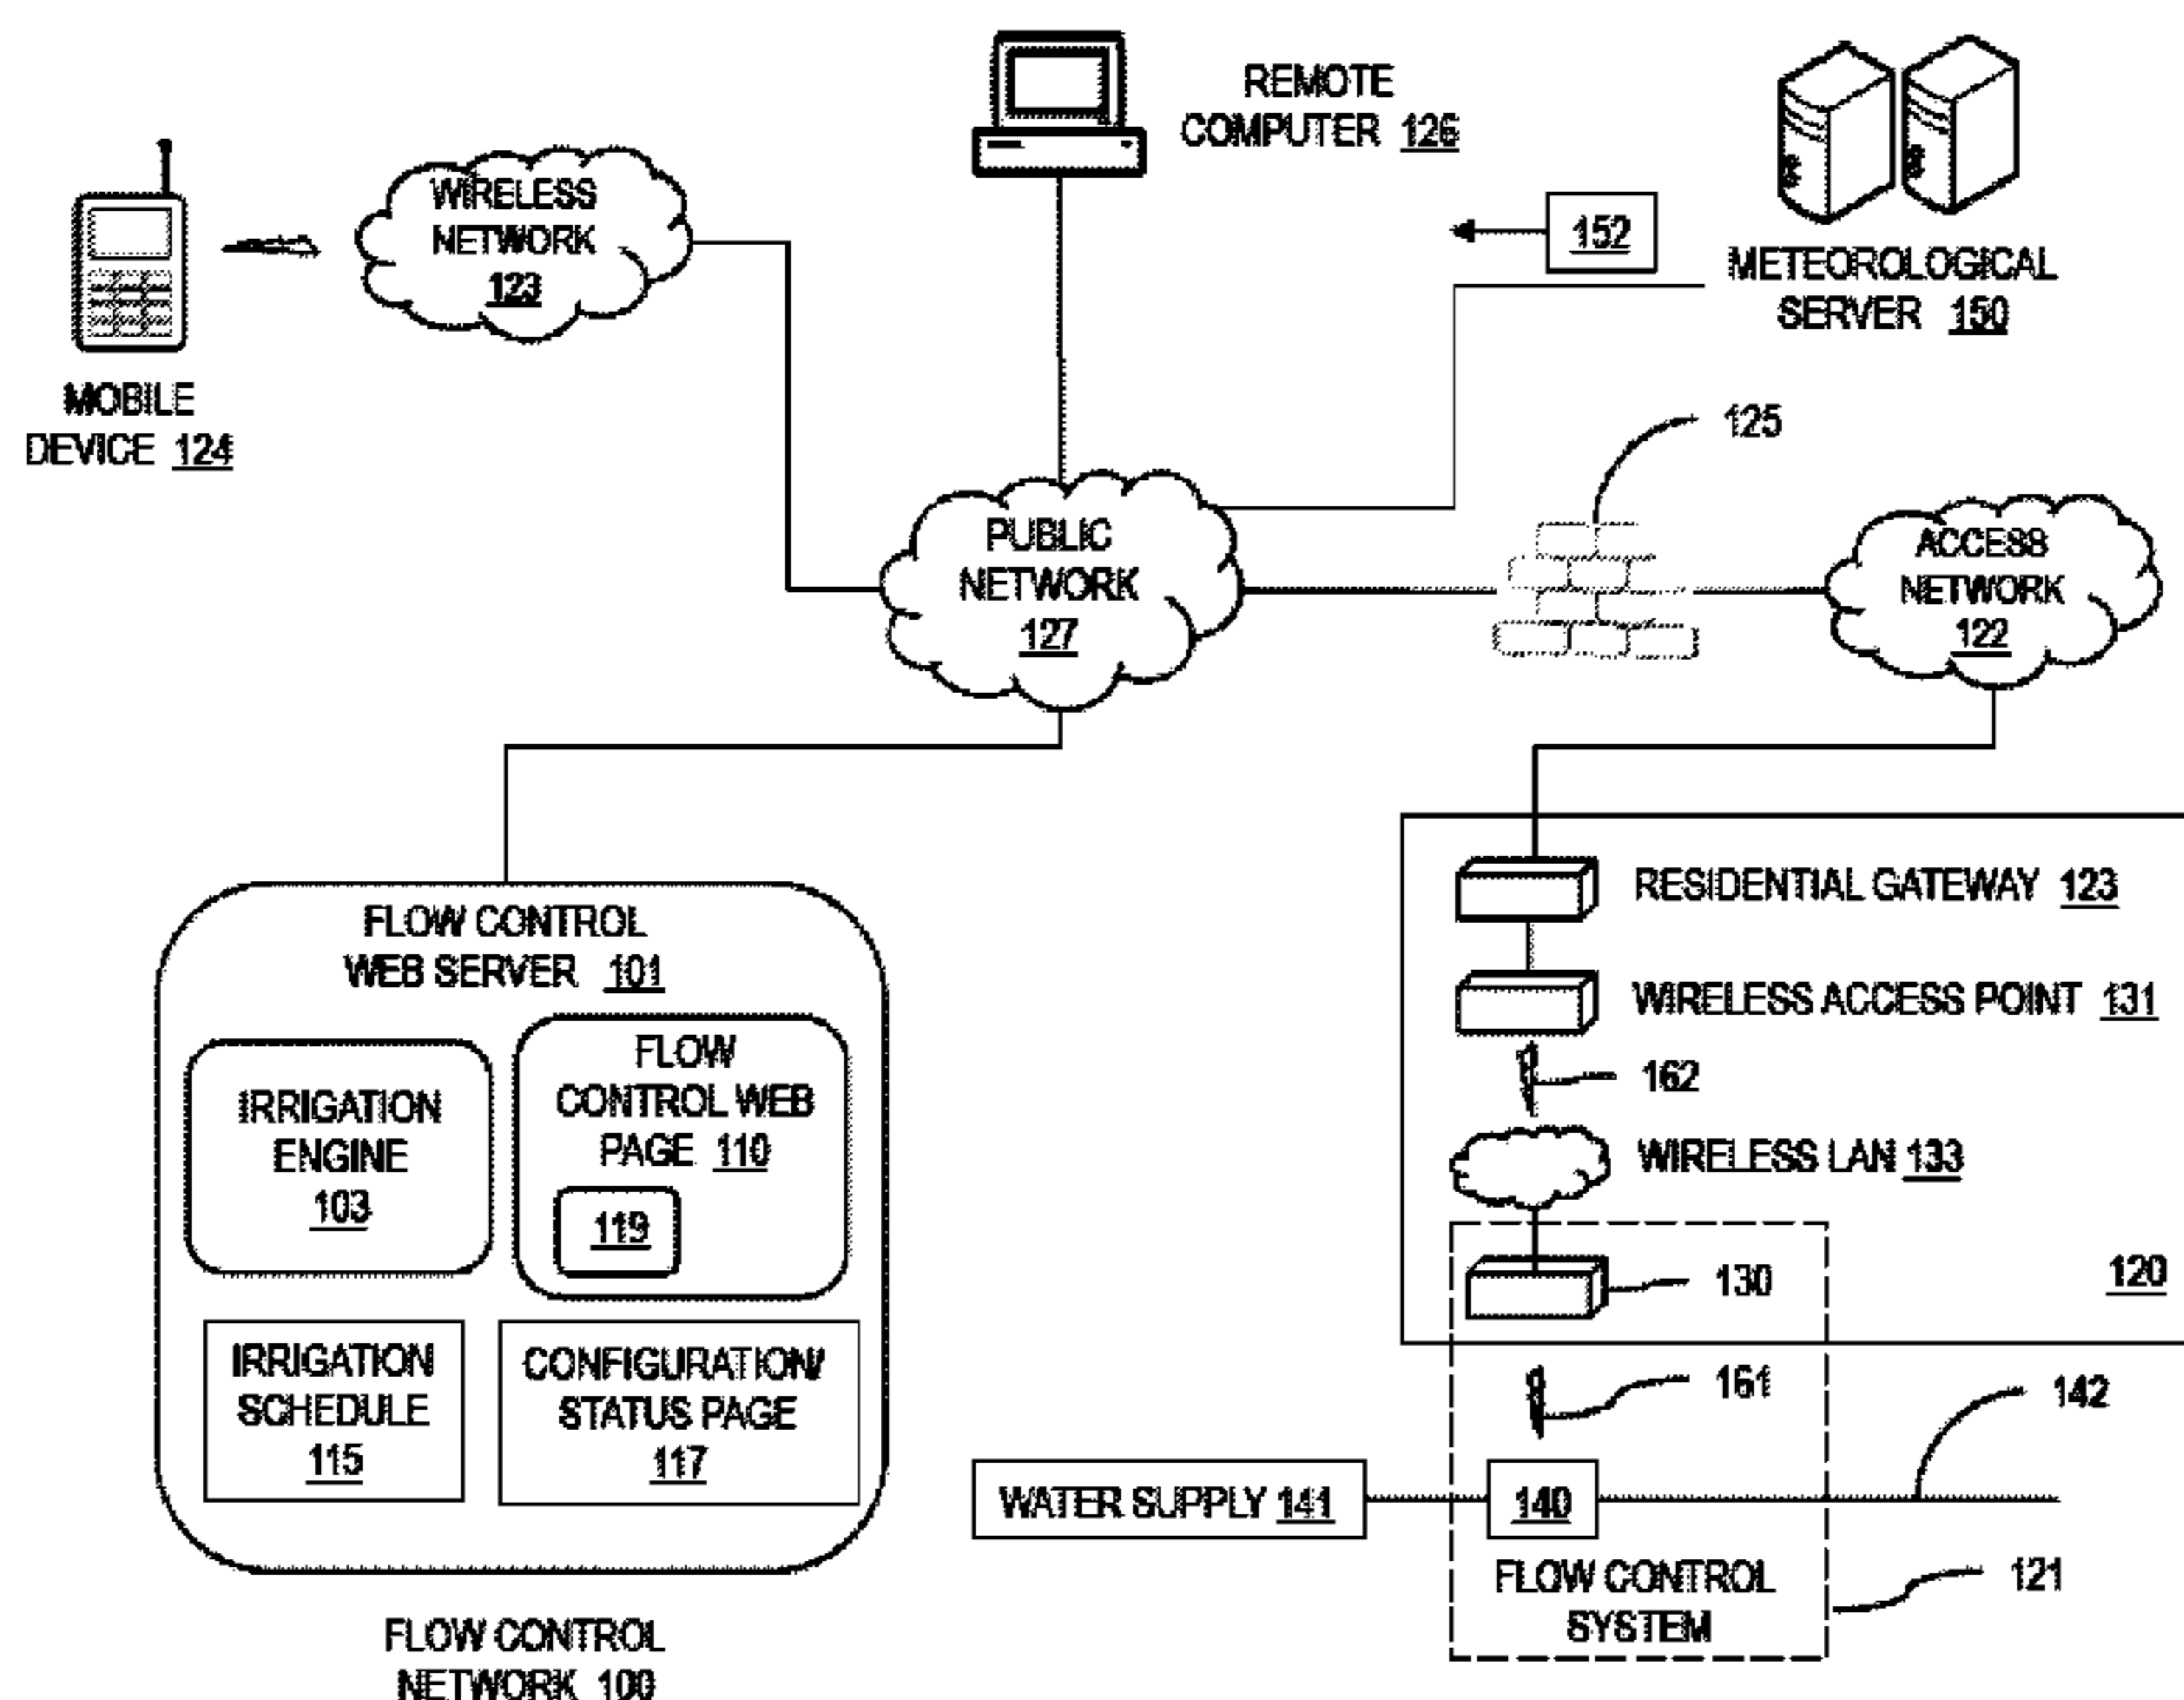 REMOTE
COMPUTER 126
WIRELESS
NETWORK
123
152
METEOROLOGICAL
SERVER 150
MOBILE
DEVICE 124
125
PUBLIC
NETWORK
127
ACCESS
NETWORK
122
RESIDENTIAL GATEWAY 123
FLOW CONTROL
WEB SERVER 101
WIRELESS ACCESS POINT 131
IRRIGATION
ENGINE
103
FLOW
CONTROL WEB
PAGE 110
119
162
WIRELESS LAN 133
130
120
IRRIGATION
SCHEDULE
115
CONFIGURATION/
STATUS PAGE
117
161
142
WATER SUPPLY 141
140
FLOW CONTROL
SYSTEM
121
FLOW CONTROL
NETWORK 100